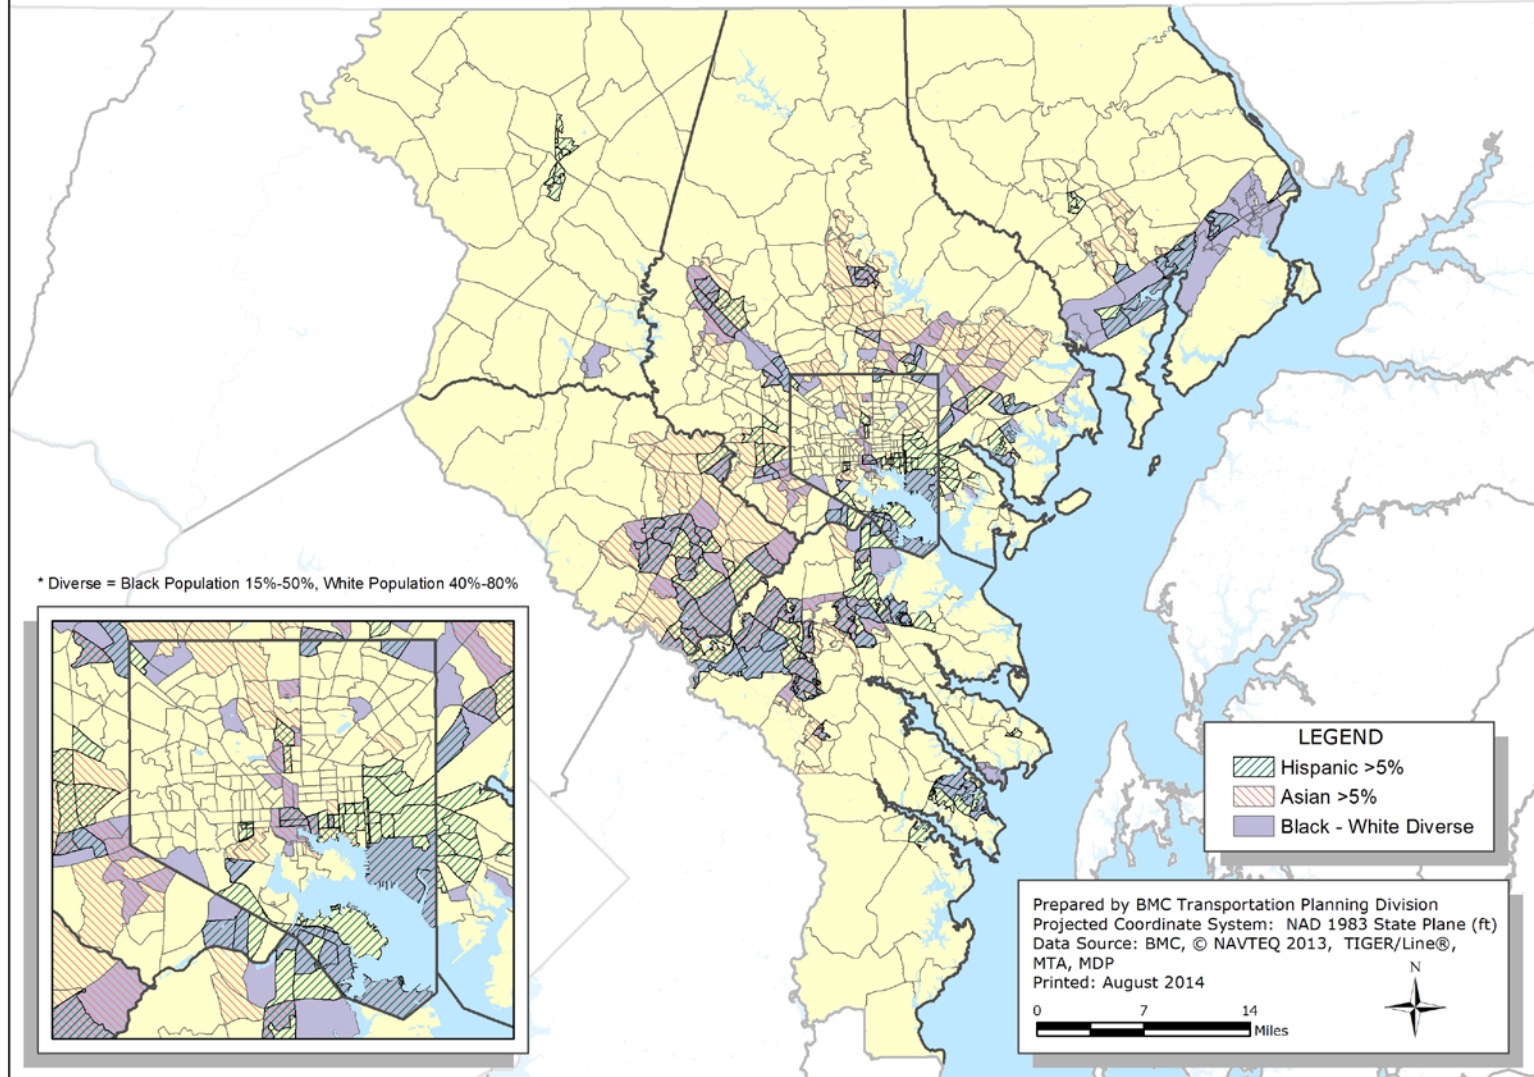 * Diverse = Black Population 15%-50%, White Population 40%-80%
LEGEND
Hispanic >5%
Asian >5%
Black - White Diverse
Prepared by BMC Transportation Planning Division
Projected Coordinate System:  NAD 1983 State Plane (ft)
Data Source: BMC, © NAVTEQ 2013,  TIGER/Line®,
MTA, MDP
Printed: August 2014
N
0 7 14
Miles